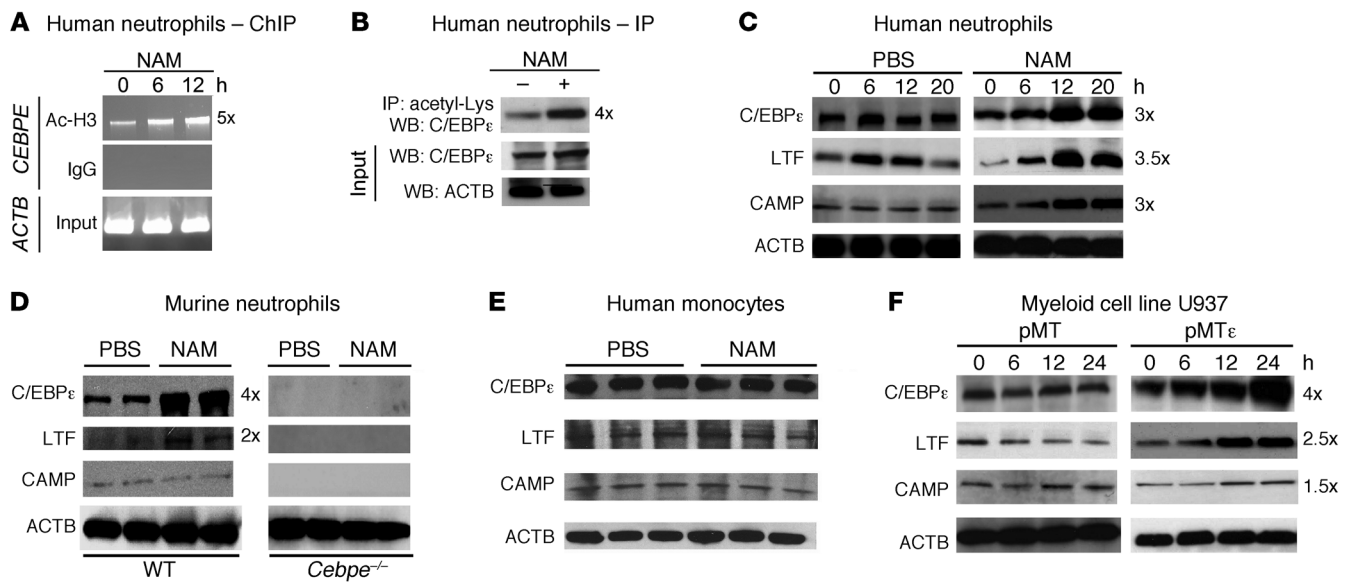 A Human neutrophils – ChIP
NAM
0 6 12 h
CEBPE
Ac-H3 5x
IgG
ACTB
Input
B Human neutrophils – IP
NAM
– +
IP: acetyl-Lys
WB: C/EBPε 4x
Input
WB: C/EBPε
WB: ACTB
C Human neutrophils
PBS NAM
0 6 12 20 0 6 12 20 h
C/EBPε 3x
LTF 3.5x
CAMP 3x
ACTB
D Murine neutrophils
PBS NAM PBS NAM
C/EBPε 4x
LTF 2x
CAMP
ACTB
WT Cebpe–/–
E Human monocytes
PBS NAM
C/EBPε
LTF
CAMP
ACTB
F Myeloid cell line U937
pMT pMTε
0 6 12 24 0 6 12 24 h
C/EBPε 4x
LTF 2.5x
CAMP 1.5x
ACTB